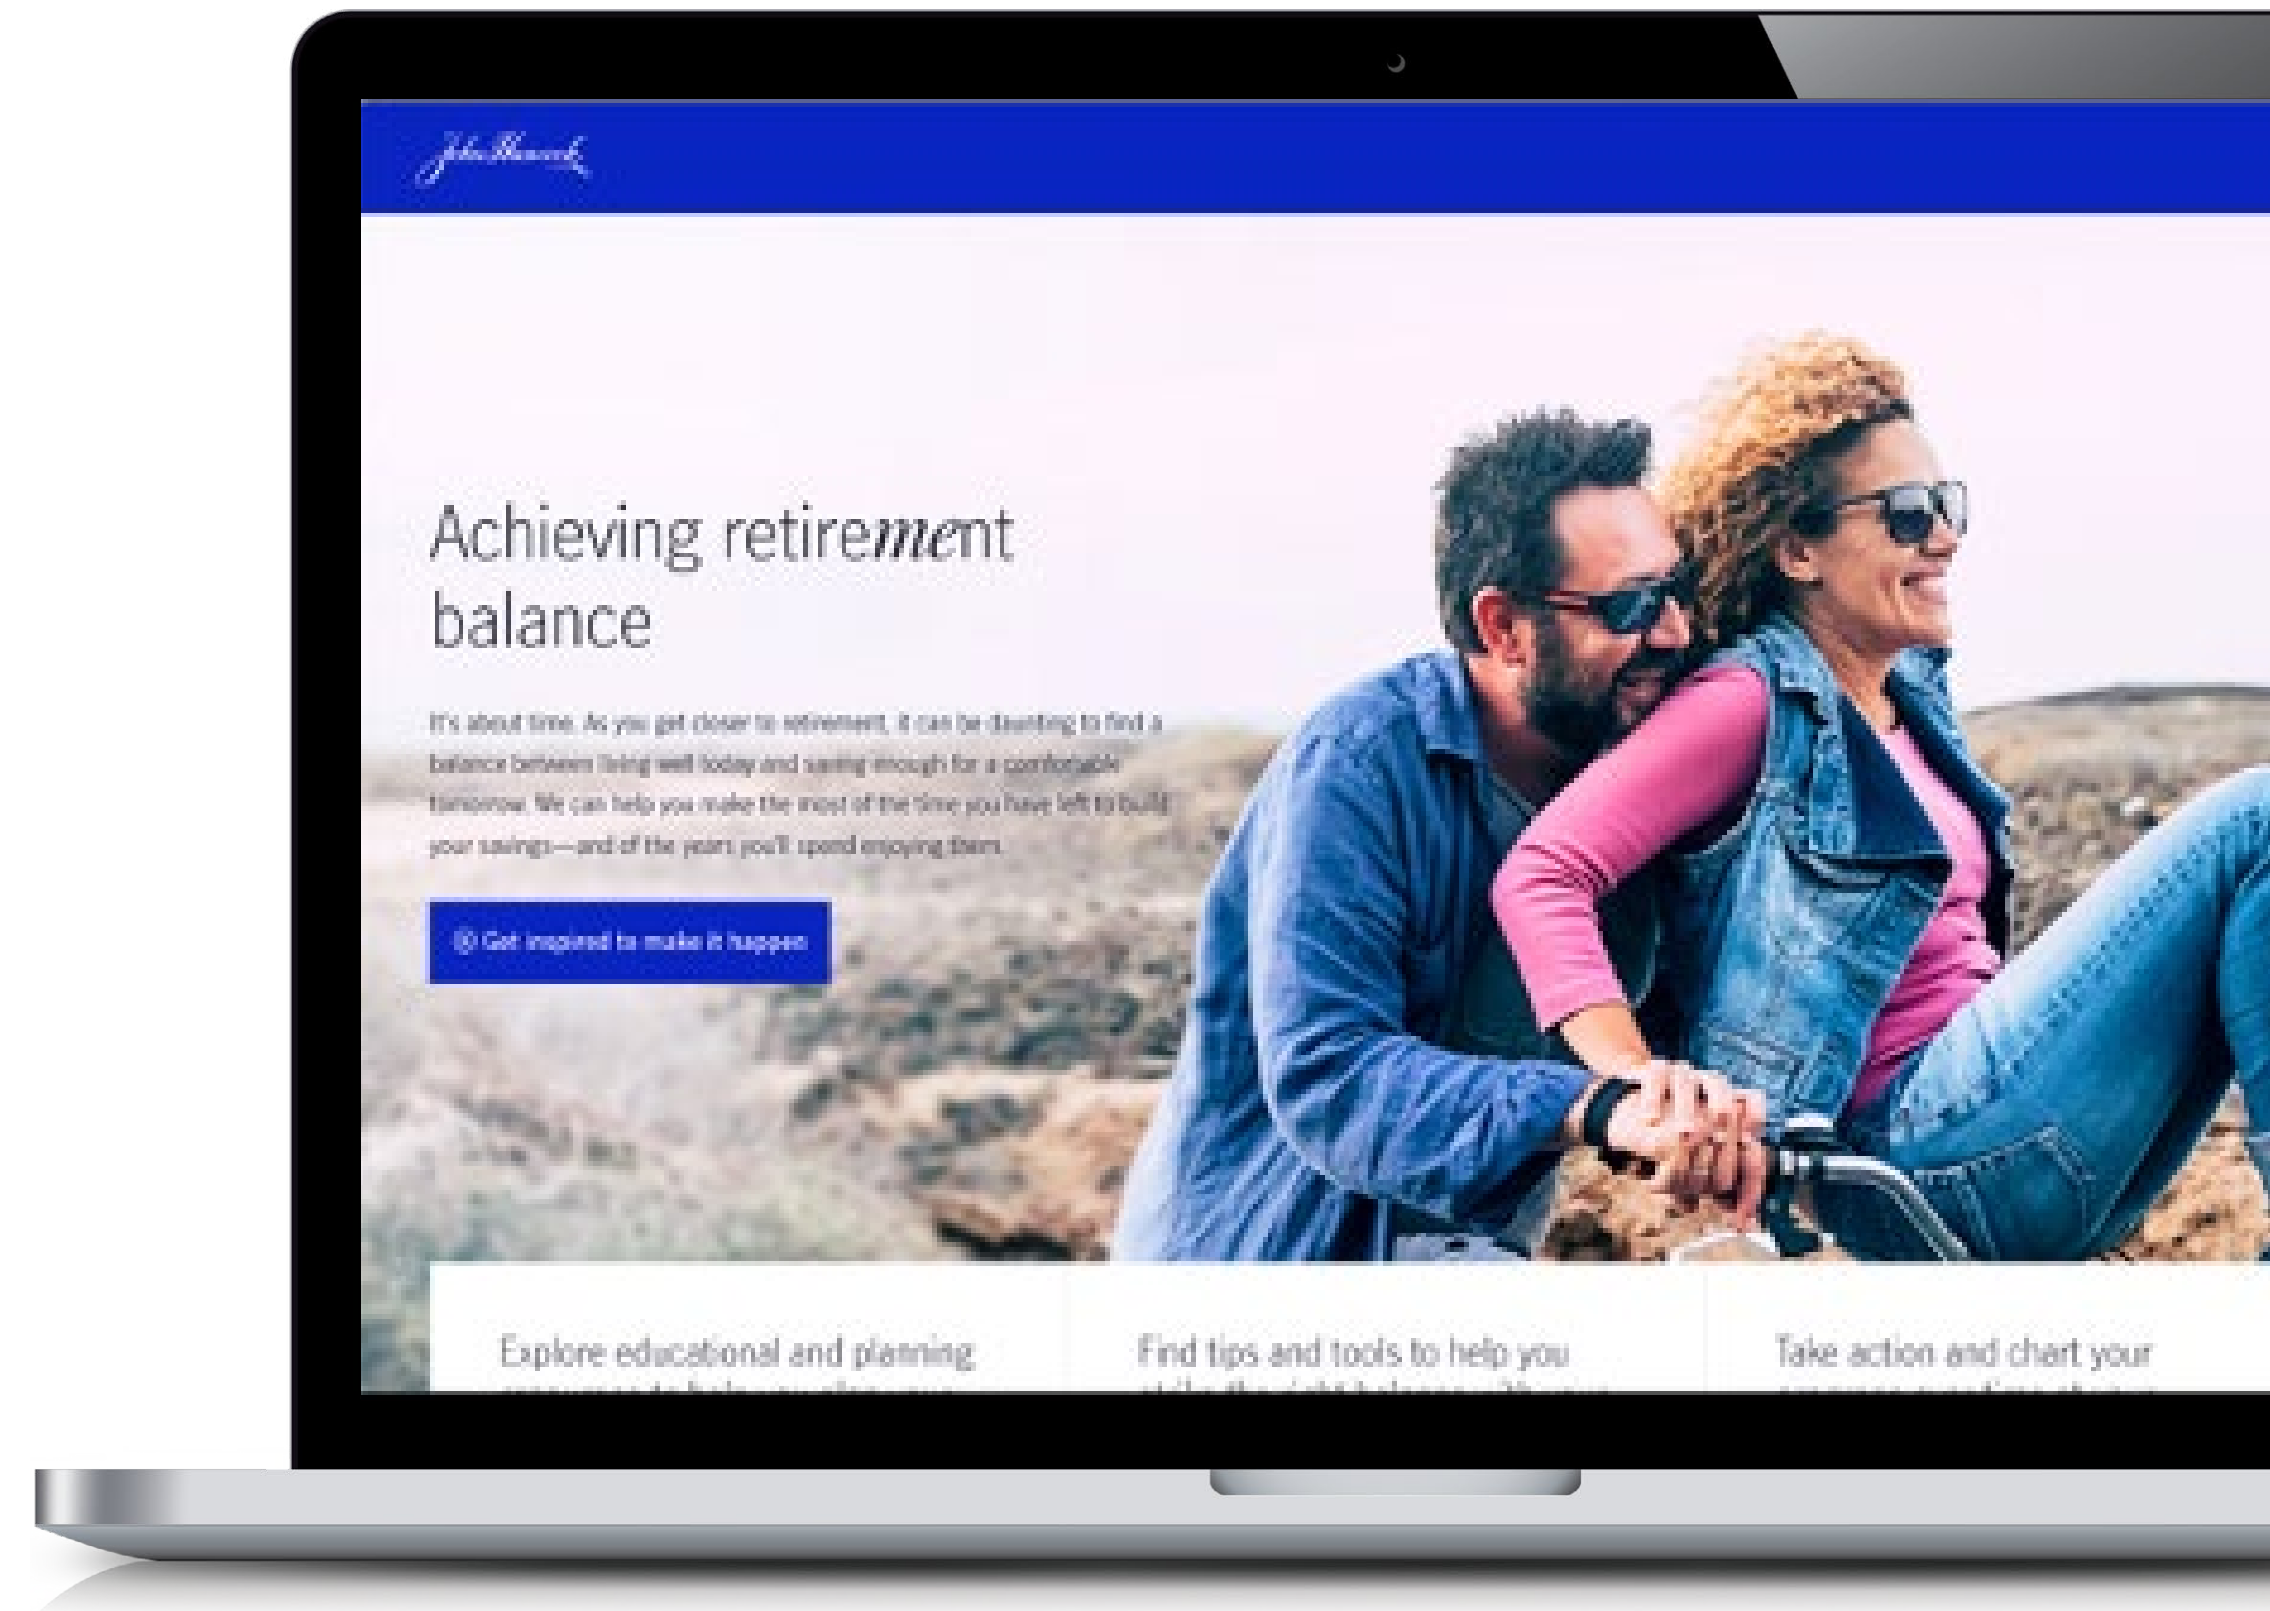 John Hancock
Achieving retirement
balance
It's about time. As you get closer to retirement, it can be daunting to find a
balance between living well today and saving enough for a comfortable
tomorrow. We can help you make the most of the time you have left to build
your savings—and of the years you'll spend enjoying them.
Get inspired to make it happen
Explore educational and planning
Find tips and tools to help you
Take action and chart your